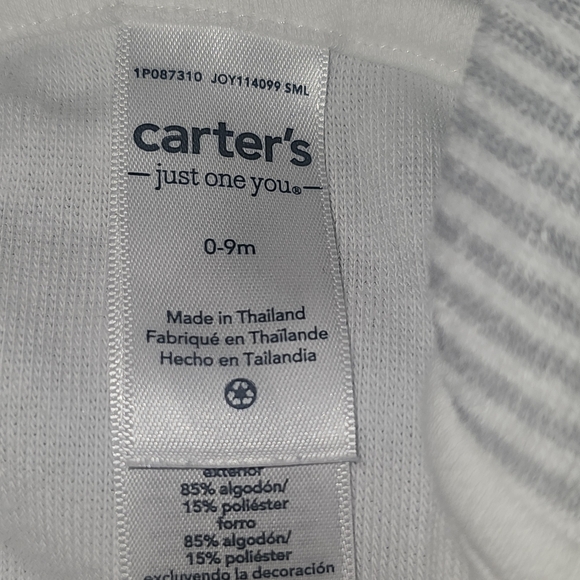 1P087310 JOY114099 SML
carter's
just one you®
0-9m
Made in Thailand
Fabriqué en Thaïlande
Hecho en Tailandia
exterior
85% algodón/
15% poliéster
forro
85% algodón/
15% poliéster
excluyendo la decoración